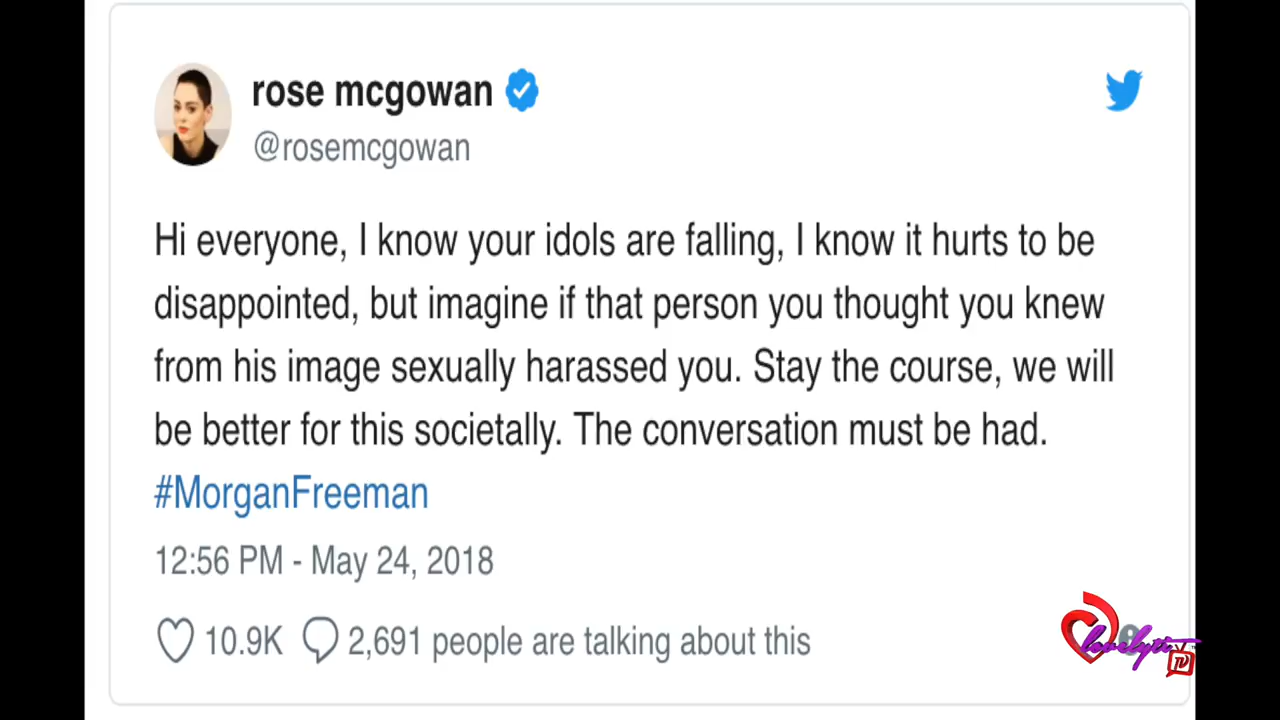 rose mcgowan
@rosemcgowan
Hi everyone, I know your idols are falling, I know it hurts to be
disappointed, but imagine if that person you thought you knew
from his image sexually harassed you. Stay the course, we will
be better for this societally. The conversation must be had.
#MorganFreeman
12:56 PM - May 24, 2018
10.9K 2,691 people are talking about this
lovelyti
TV